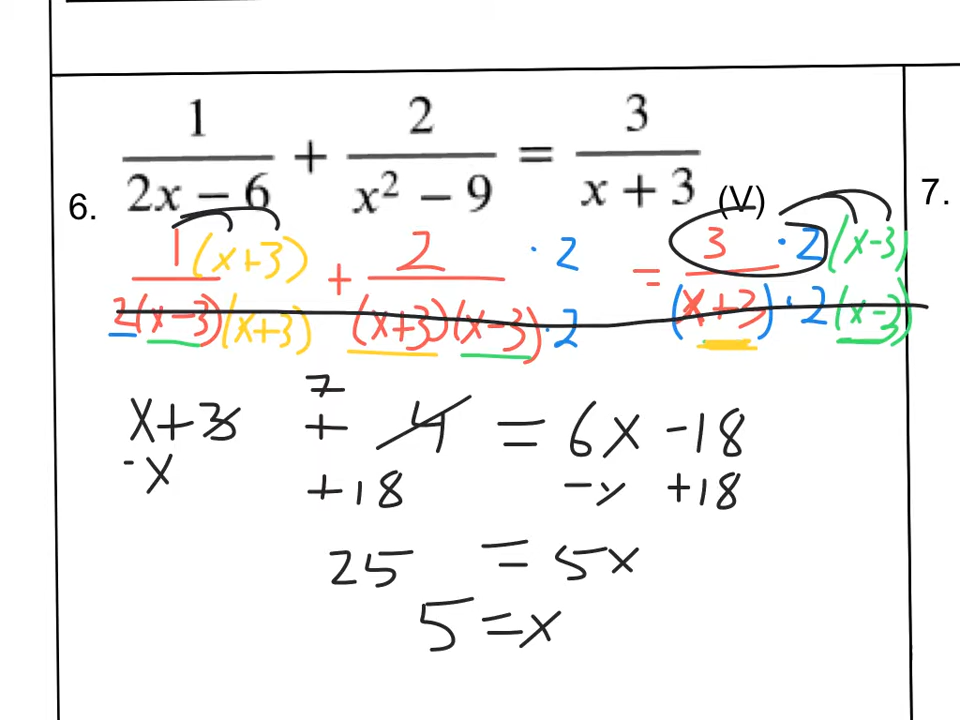 6. 1/(2x − 6) + 2/(x² − 9) = 3/(x + 3) (V) 7.
1(x+3) + 2 · 2 = 3 · 2(x-3)
2(x-3)(x+3) (x+3)(x-3) · 2 (x+3) · 2(x-3)
7
x+3 + 4 = 6x -18
-x +18 -x +18
25 = 5x
5 = x